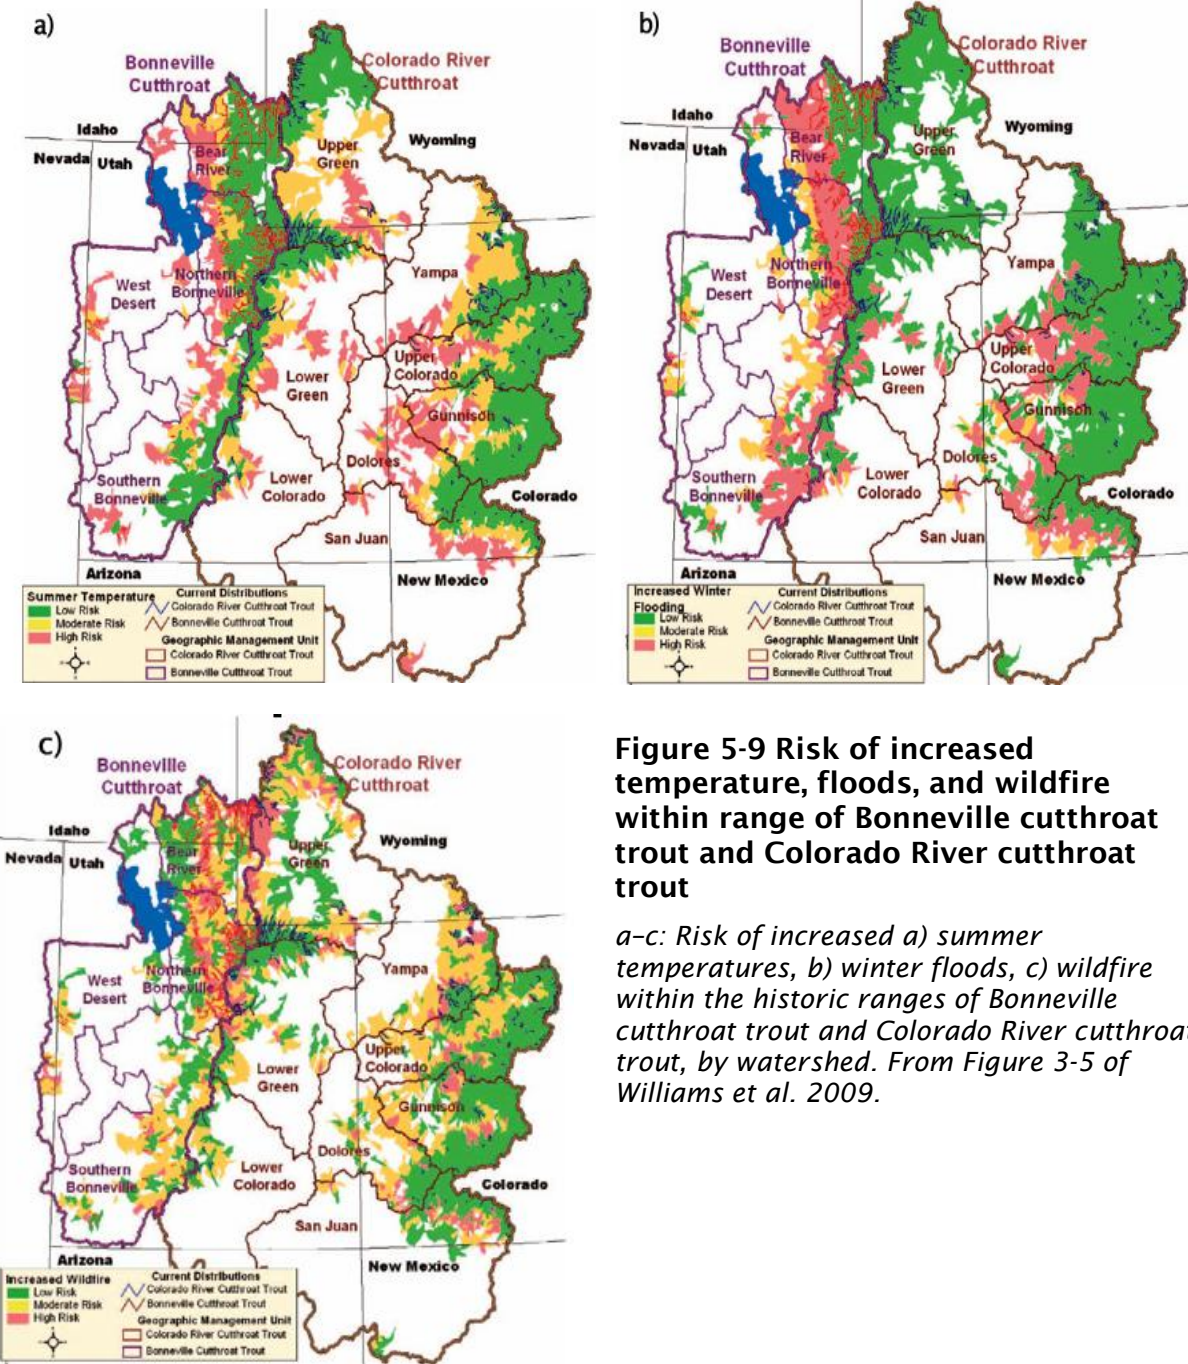 a)
Bonneville
Cutthroat
Colorado River
Cutthroat
Idaho
Nevada
Utah
Wyoming
Bear
River
Upper
Green
Yampa
West
Desert
Northern
Bonneville
Upper
Colorado
Lower
Green
Gunnison
Dolores
Southern
Bonneville
Lower
Colorado
Colorado
San Juan
Arizona
New Mexico
Summer Temperature
Low Risk
Moderate Risk
High Risk
Current Distributions
Colorado River Cutthroat Trout
Bonneville Cutthroat Trout
Geographic Management Unit
Colorado River Cutthroat Trout
Bonneville Cutthroat Trout
b)
Bonneville
Cutthroat
Colorado River
Cutthroat
Idaho
Nevada
Utah
Wyoming
Bear
River
Upper
Green
Yampa
West
Desert
Northern
Bonneville
Upper
Colorado
Lower
Green
Gunnison
Dolores
Southern
Bonneville
Lower
Colorado
Colorado
San Juan
Arizona
New Mexico
Increased Winter
Flooding
Low Risk
Moderate Risk
High Risk
Current Distributions
Colorado River Cutthroat Trout
Bonneville Cutthroat Trout
Geographic Management Unit
Colorado River Cutthroat Trout
Bonneville Cutthroat Trout
c)
Bonneville
Cutthroat
Colorado River
Cutthroat
Idaho
Nevada
Utah
Wyoming
Bear
River
Upper
Green
Yampa
West
Desert
Northern
Bonneville
Upper
Colorado
Lower
Green
Gunnison
Dolores
Southern
Bonneville
Lower
Colorado
Colorado
San Juan
Arizona
New Mexico
Increased Wildfire
Low Risk
Moderate Risk
High Risk
Current Distributions
Colorado River Cutthroat Trout
Bonneville Cutthroat Trout
Geographic Management Unit
Colorado River Cutthroat Trout
Bonneville Cutthroat Trout
Figure 5-9 Risk of increased
temperature, floods, and wildfire
within range of Bonneville cutthroat
trout and Colorado River cutthroat
trout
a–c: Risk of increased a) summer
temperatures, b) winter floods, c) wildfire
within the historic ranges of Bonneville
cutthroat trout and Colorado River cutthroat
trout, by watershed. From Figure 3-5 of
Williams et al. 2009.